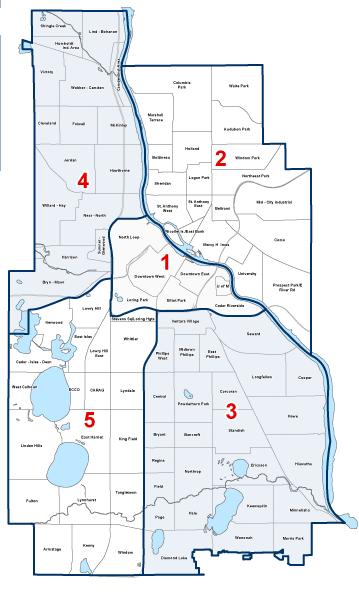 Shingle Creek
Lind - Bohanon
Humboldt
Ind. Area
Victory
Webber - Camden
Columbia
Park
Waite Park
Cleveland
Folwell
McKinley
Marshall
Terrace
Audubon Park
Holland
Bottineau
2
Windom Park
Jordan
Hawthorne
4
Logan Park
Northeast Park
Sheridan
Willard - Hay
Near - North
St. Anthony
West
St. Anthony
East
Beltrami
Mid - City Industrial
Sumner
Glenwood
North Loop
Nicollet Is./East Bank
Marcy Holmes
Como
Harrison
1
Downtown West
Downtown East
University
U of M
Prospect Park/E
River Rd
Bryn - Mawr
Loring Park
Elliot Park
Cedar Riverside
Lowry Hill
Stevens Sq/Loring Hgts
Ventura Village
Kenwood
East Isles
Whittier
Seward
Lowry Hill
East
Phillips
West
Midtown
Phillips
East
Phillips
Cedar - Isles - Dean
Longfellow
Cooper
West Calhoun
ECCO
CARAG
Lyndale
Central
Corcoran
Powderhorn Park
3
Howe
5
Standish
East Harriet
King Field
Bryant
Bancroft
Linden Hills
Regina
Ericsson
Hiawatha
Northrop
Tangletown
Field
Fulton
Lynnhurst
Keewaydin
Minnehaha
Page
Hale
Wenonah
Morris Park
Armatage
Kenny
Windom
Diamond Lake